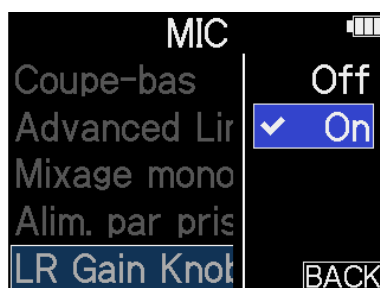 MIC
Coupe-bas
Advanced Lir
Mixage mono
Alim. par pris
LR Gain Knob
Off
On
BACK